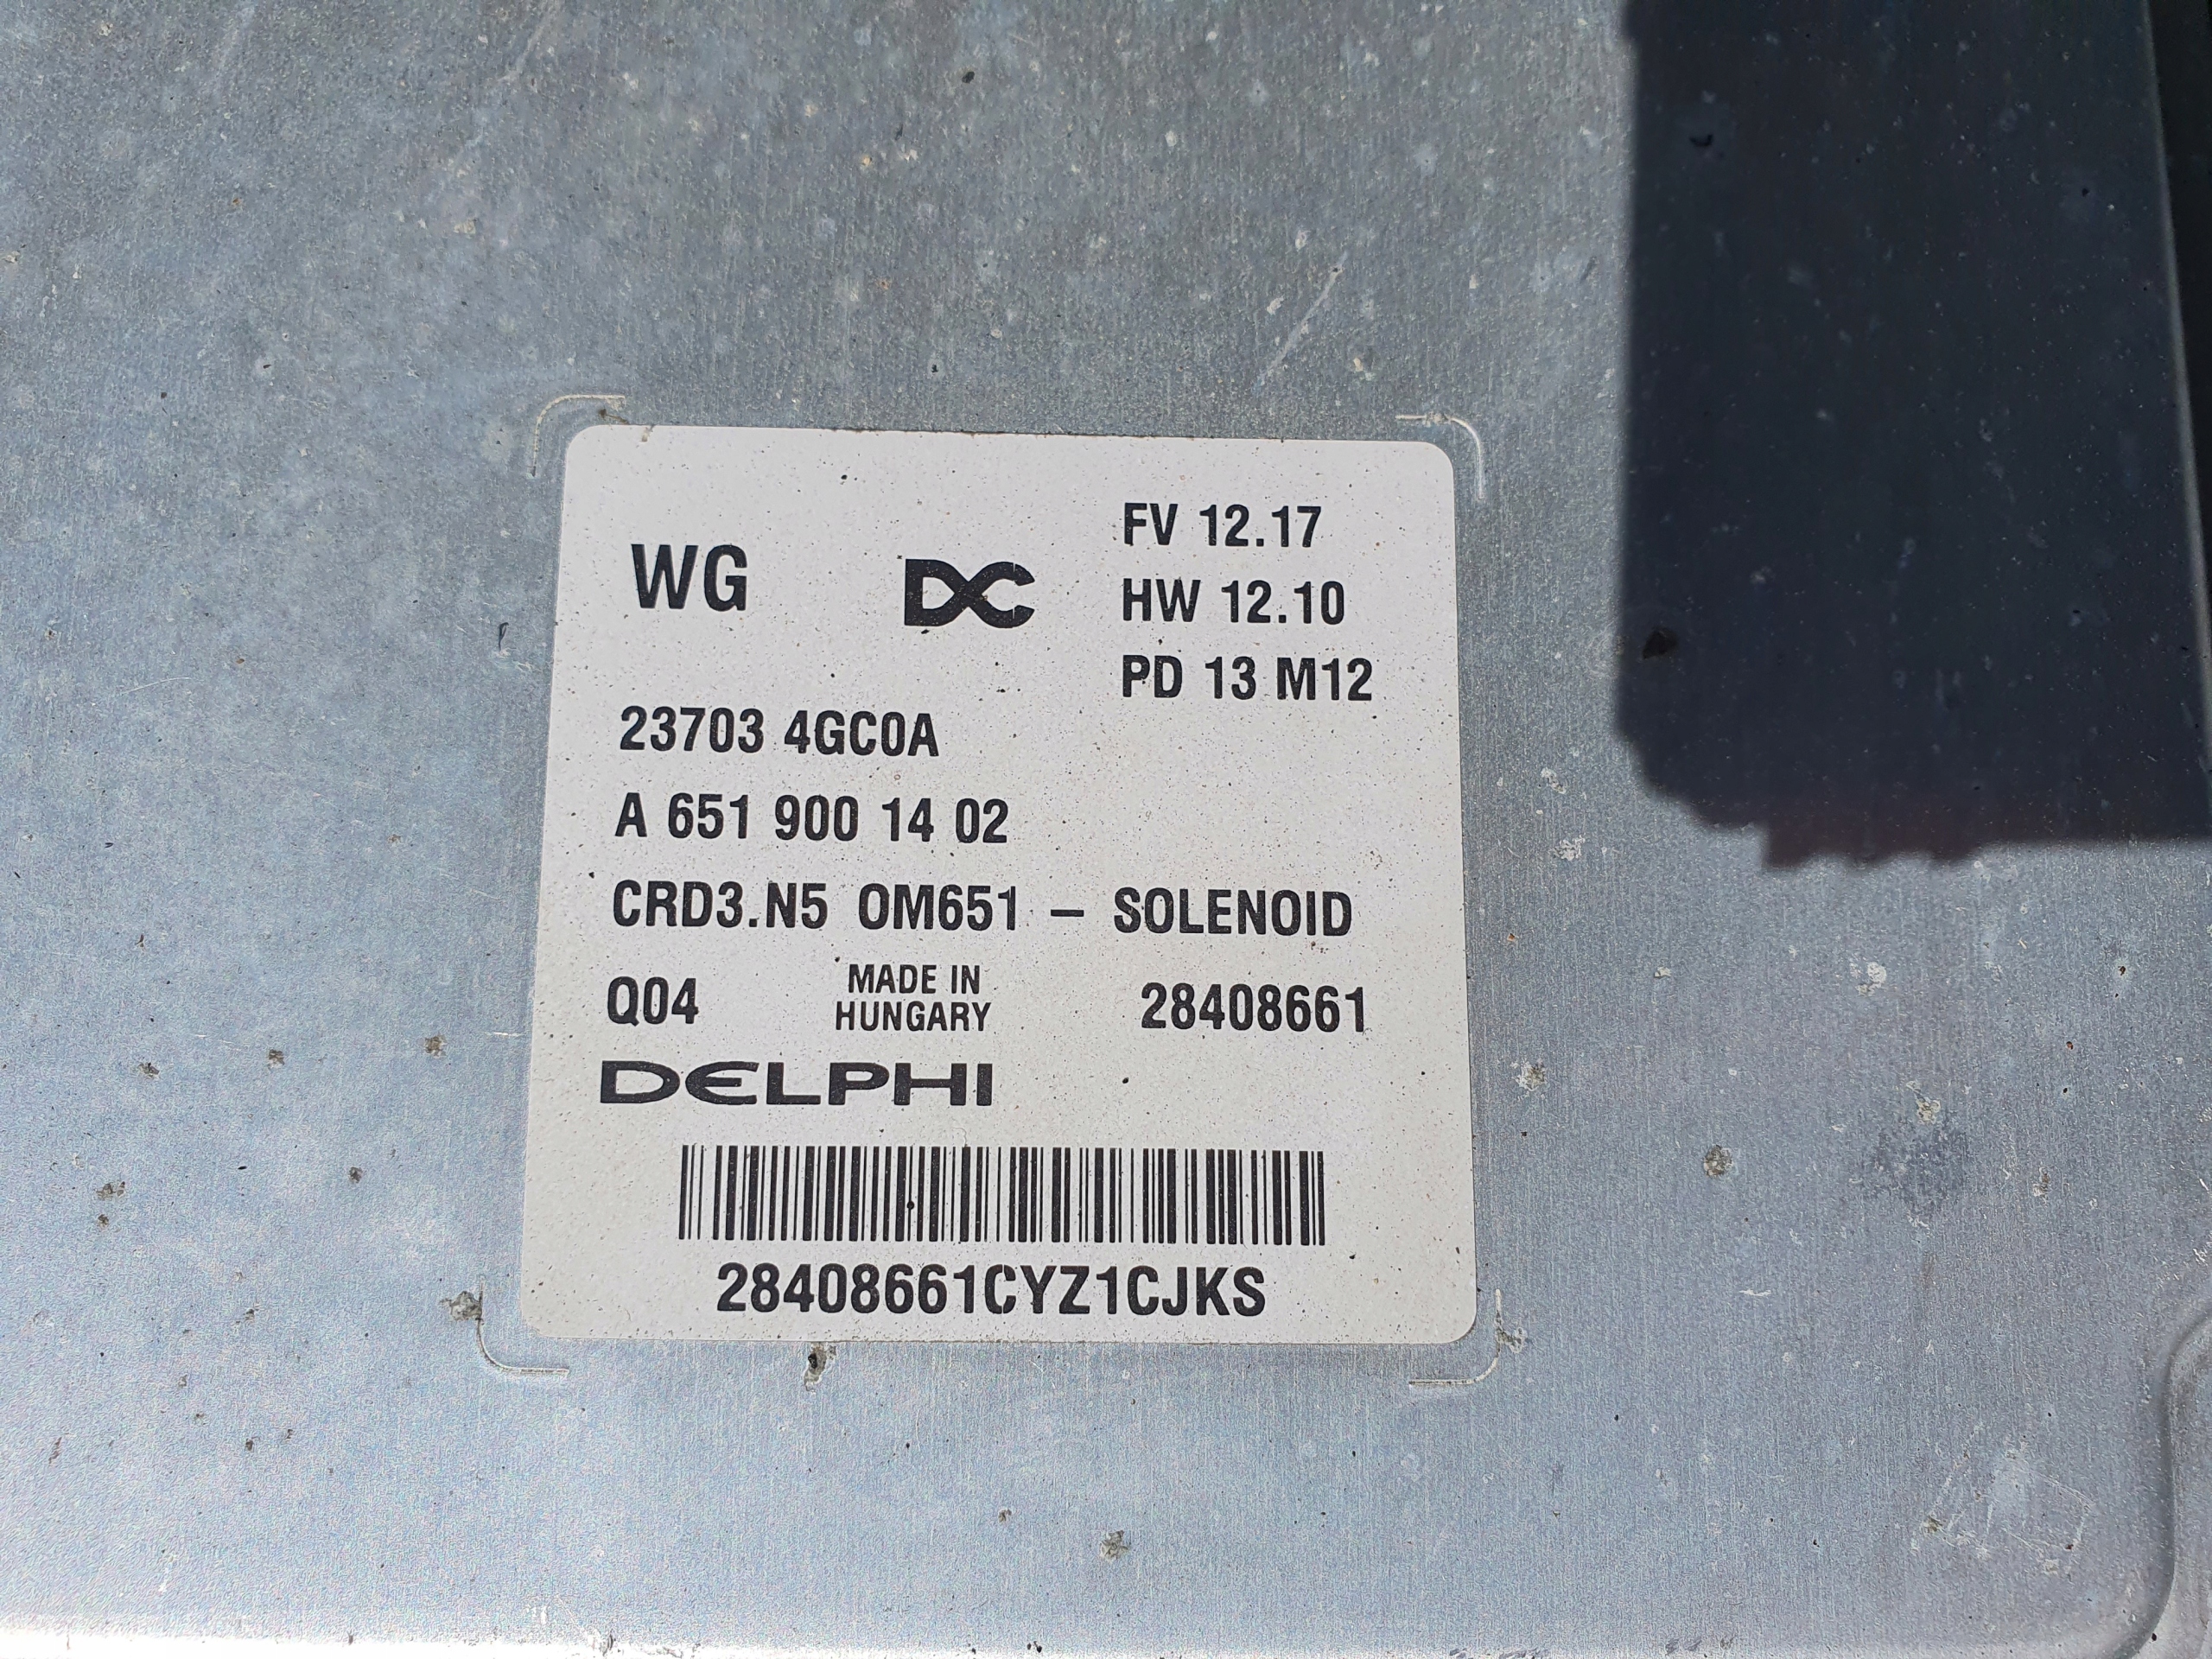 WG
DC
FV 12.17
HW 12.10
PD 13 M12
23703 4GC0A
A 651 900 14 02
CRD3.N5 OM651 – SOLENOID
Q04
MADE IN
HUNGARY
28408661
DELPHI
28408661CYZ1CJKS